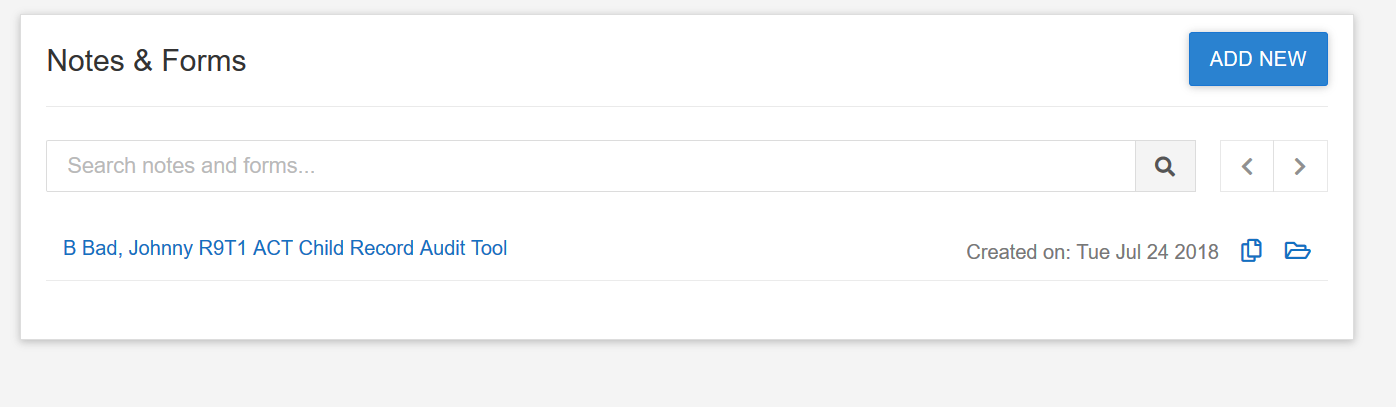 Notes & Forms
ADD NEW
Search notes and forms...
B Bad, Johnny R9T1 ACT Child Record Audit Tool
Created on: Tue Jul 24 2018